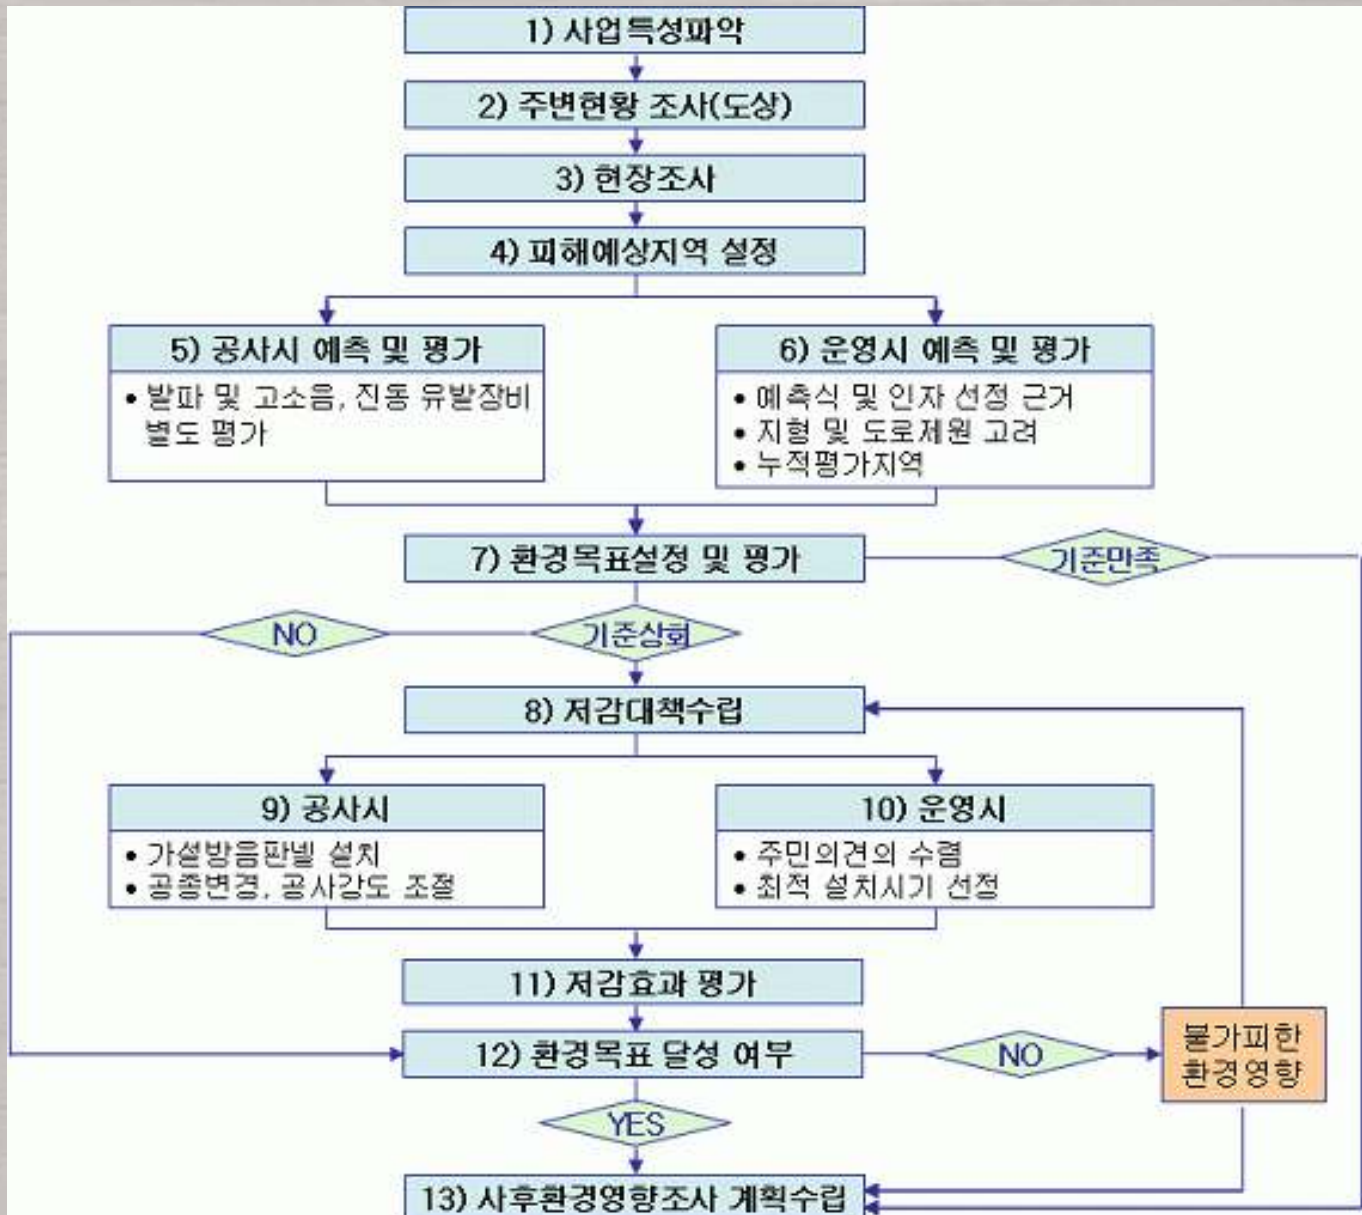 1) 사업특성파악
2) 주변현황 조사(도상)
3) 현장조사
4) 피해예상지역 설정
5) 공사시 예측 및 평가
• 발파 및 고소음, 진동 유발장비
별도 평가
6) 운영시 예측 및 평가
• 예측식 및 인자 선정 근거
• 지형 및 도로제원 고려
• 누적평가지역
7) 환경목표설정 및 평가
기준만족
NO
기준상회
8) 저감대책수립
9) 공사시
• 가설방음판넬 설치
• 공종변경, 공사강도 조절
10) 운영시
• 주민의견의 수렴
• 최적 설치시기 선정
11) 저감효과 평가
12) 환경목표 달성 여부
NO
불가피한
환경영향
YES
13) 사후환경영향조사 계획수립